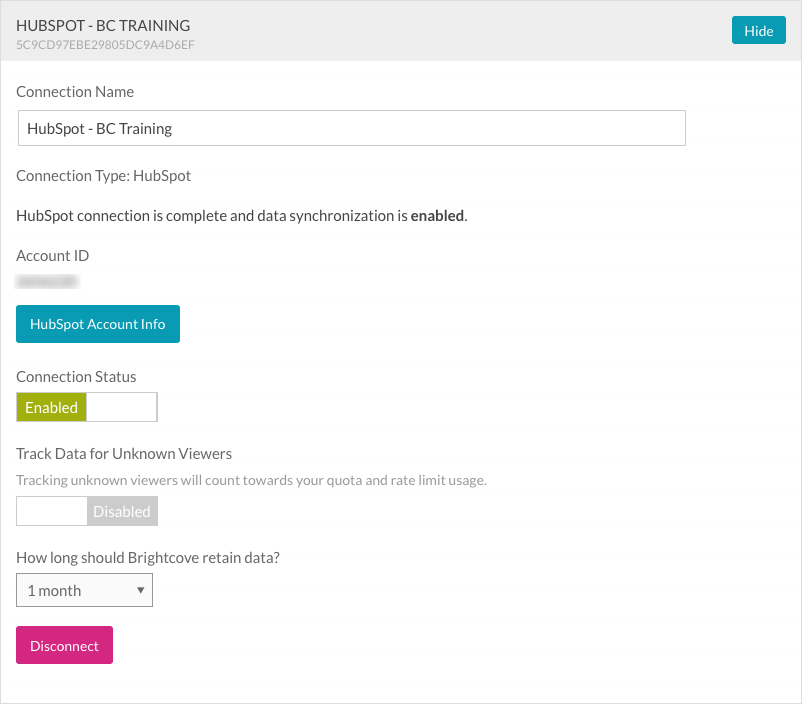 HUBSPOT - BC TRAINING
5C9CD97EBE29805DC9A4D6EF
Hide
Connection Name
HubSpot - BC Training
Connection Type: HubSpot
HubSpot connection is complete and data synchronization is enabled.
Account ID
HubSpot Account Info
Connection Status
Enabled
Track Data for Unknown Viewers
Tracking unknown viewers will count towards your quota and rate limit usage.
Disabled
How long should Brightcove retain data?
1 month
Disconnect